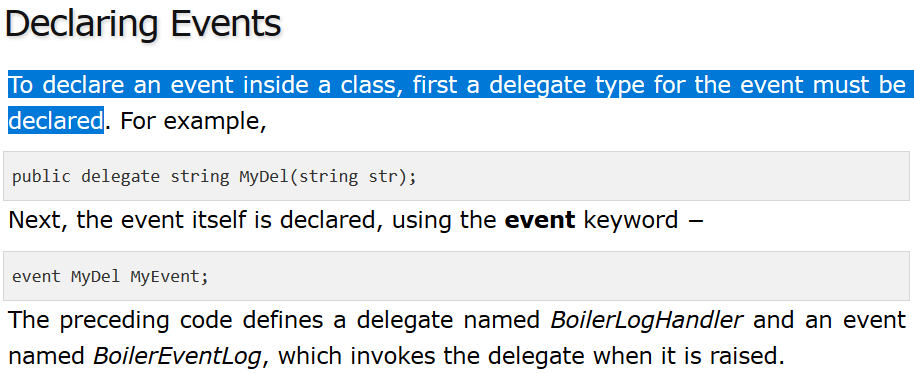 Declaring Events
To declare an event inside a class, first a delegate type for the event must be
declared. For example,
public delegate string MyDel(string str);
Next, the event itself is declared, using the event keyword −
event MyDel MyEvent;
The preceding code defines a delegate named BoilerLogHandler and an event
named BoilerEventLog, which invokes the delegate when it is raised.